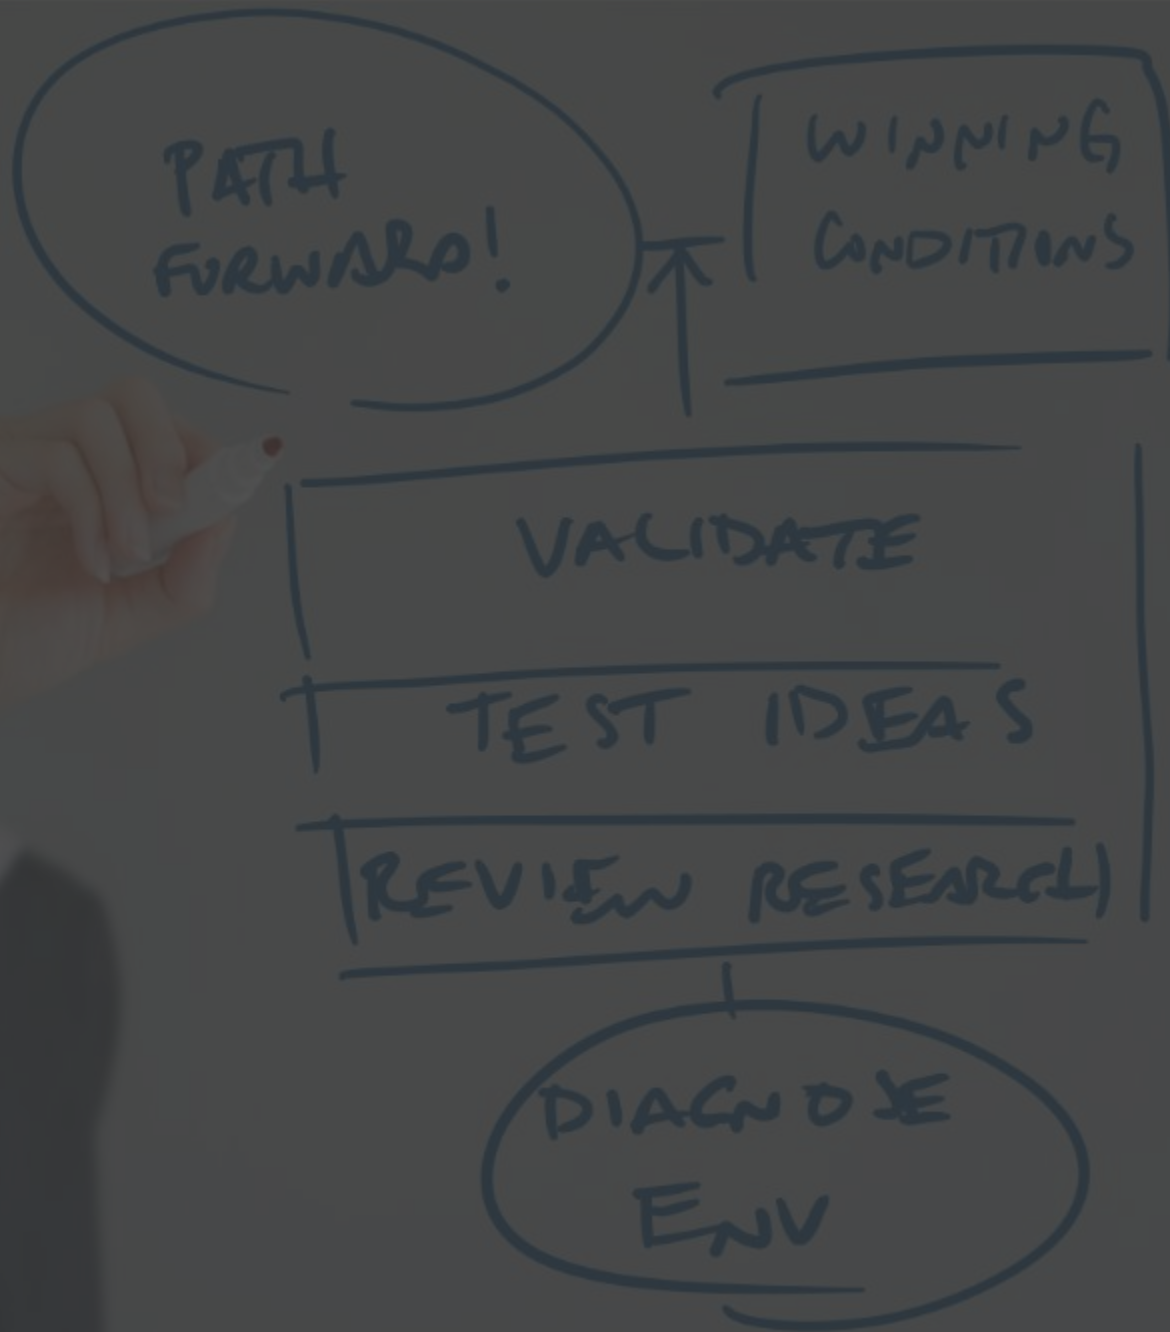 PATH
FORWARD!
WINNING
CONDITIONS
VALIDATE
TEST IDEAS
REVIEW RESEARCH
DIAGNOSE
ENV